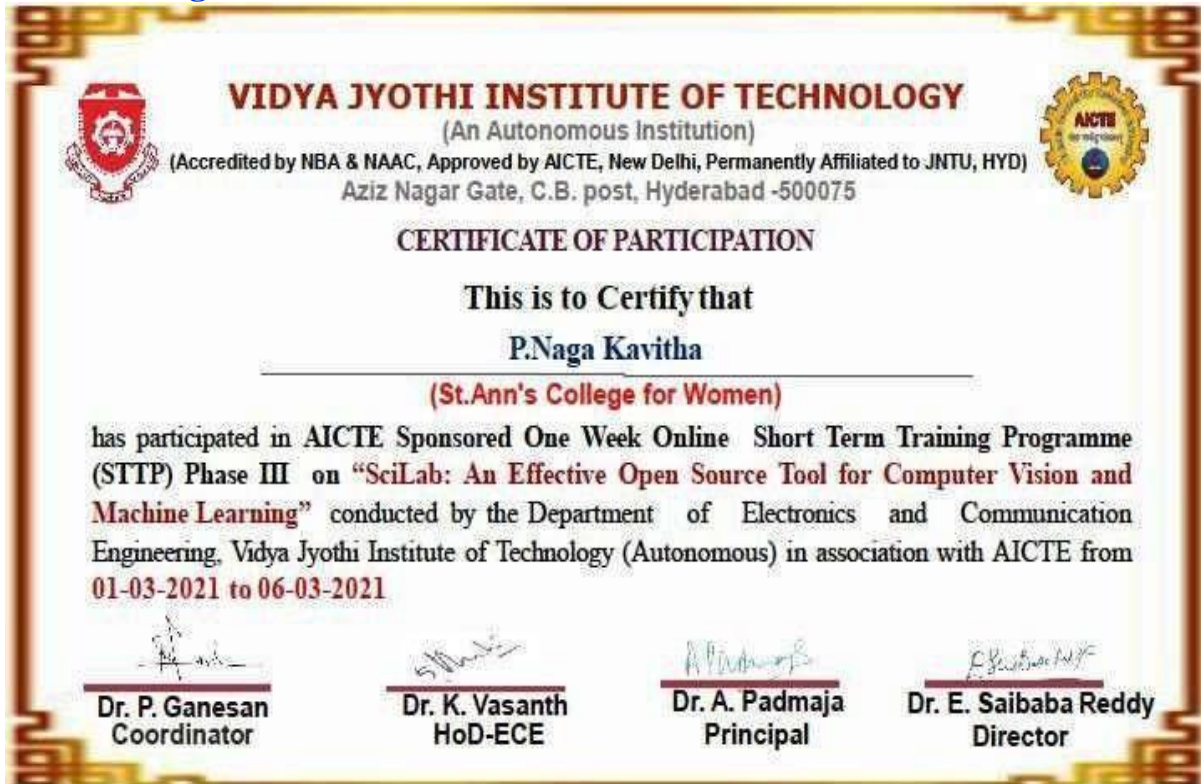 VIDYA JYOTHI INSTITUTE OF TECHNOLOGY
(An Autonomous Institution)
(Accredited by NBA & NAAC, Approved by AICTE, New Delhi, Permanently Affiliated to JNTU, HYD)
Aziz Nagar Gate, C.B. post, Hyderabad -500075
AICTE
CERTIFICATE OF PARTICIPATION
This is to Certify that
P.Naga Kavitha
(St.Ann's College for Women)
has participated in AICTE Sponsored One Week Online Short Term Training Programme
(STTP) Phase III on “SciLab: An Effective Open Source Tool for Computer Vision and
Machine Learning” conducted by the Department of Electronics and Communication
Engineering, Vidya Jyothi Institute of Technology (Autonomous) in association with AICTE from
01-03-2021 to 06-03-2021
Dr. P. Ganesan
Coordinator
Dr. K. Vasanth
HoD-ECE
Dr. A. Padmaja
Principal
Dr. E. Saibaba Reddy
Director